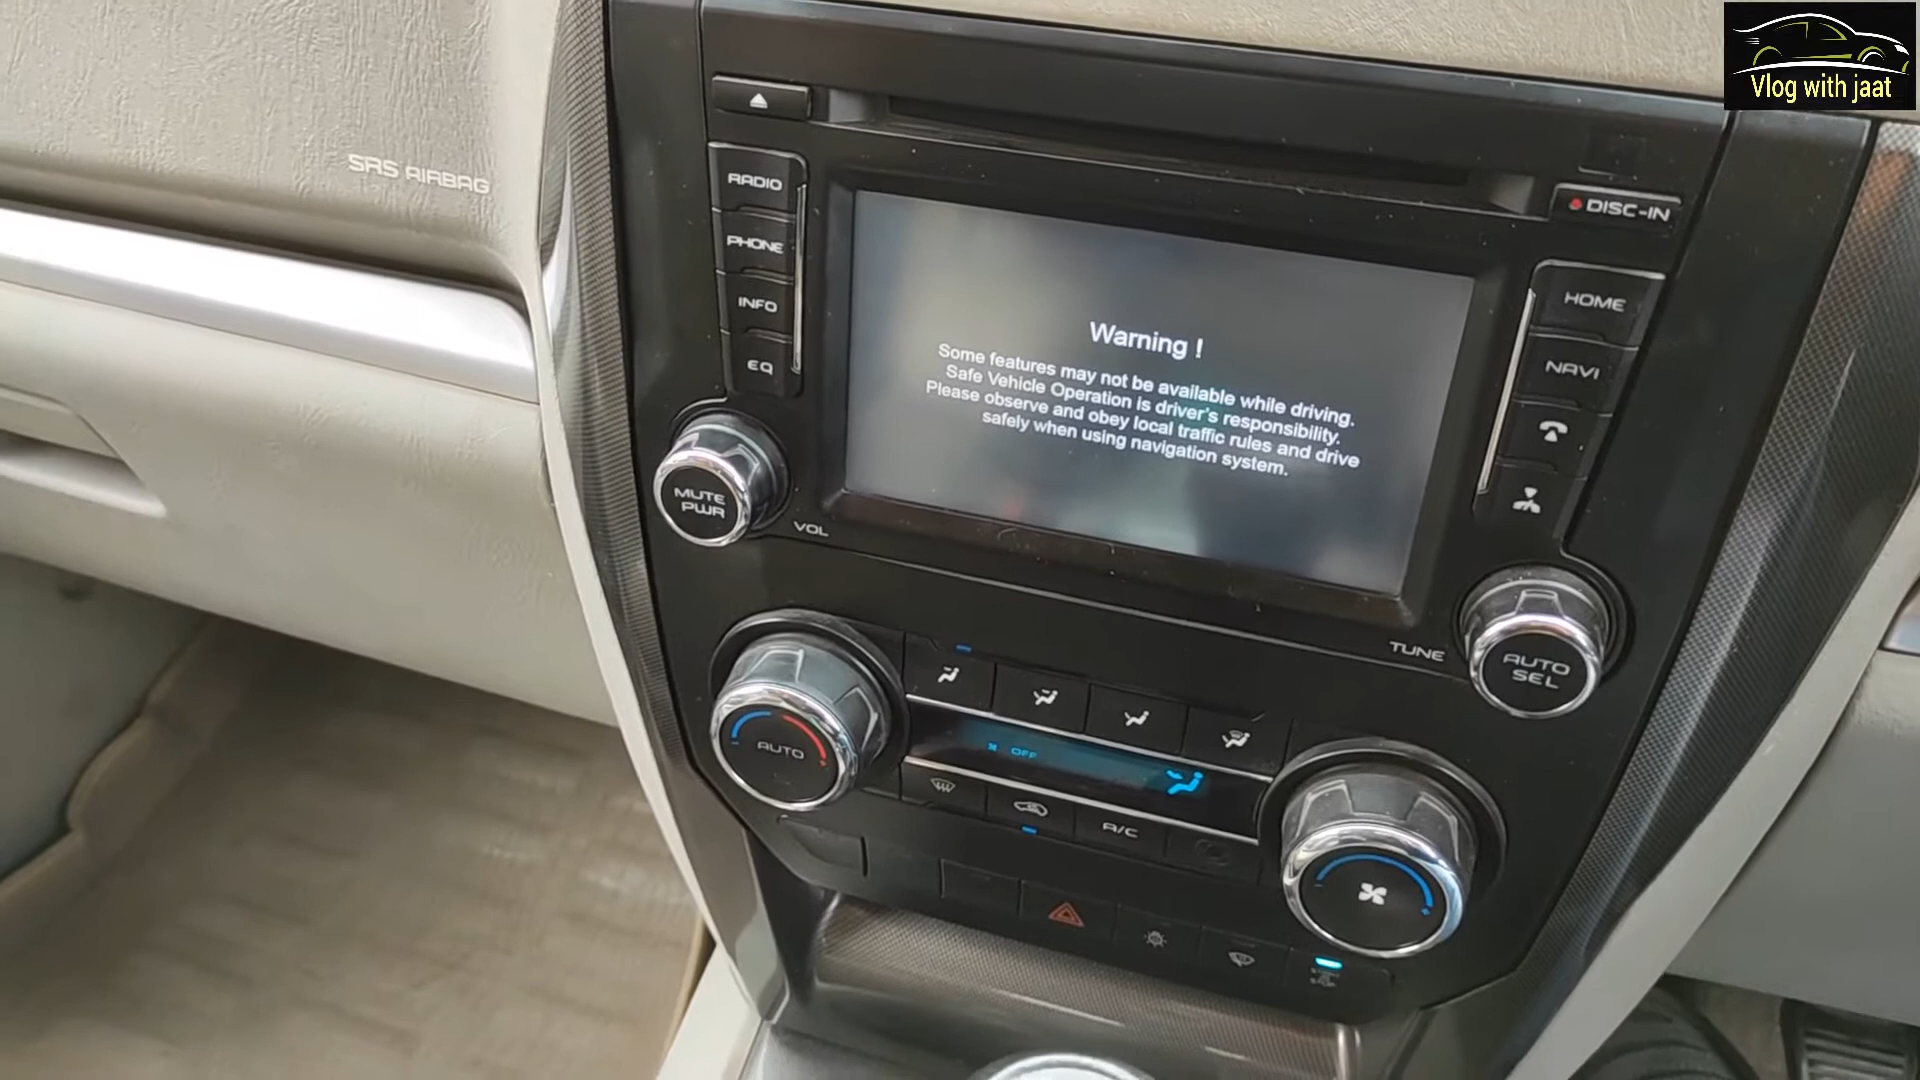 Vlog with jaat
SRS AIRBAG
RADIO
PHONE
INFO
EQ
MUTE
PWR
VOL
DISC-IN
HOME
NAVI
Warning !
Some features may not be available while driving.
Safe Vehicle Operation is driver's responsibility.
Please observe and obey local traffic rules and drive
safely when using navigation system.
TUNE
AUTO
SEL
AUTO
OFF
A/C